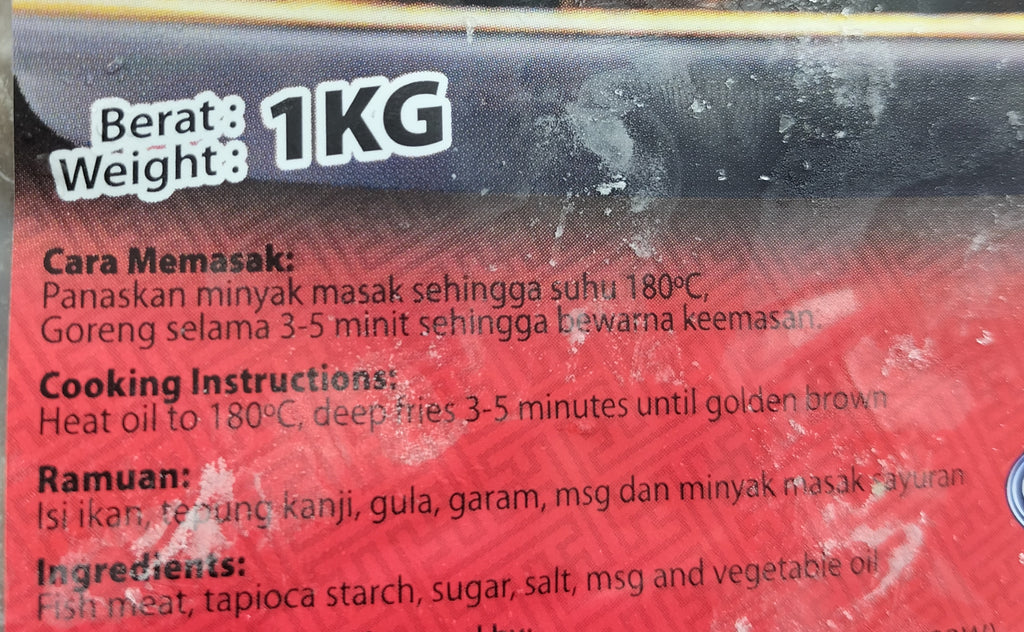 Berat : 1KG
Weight :
Cara Memasak:
Panaskan minyak masak sehingga suhu 180ºC,
Goreng selama 3-5 minit sehingga bewarna keemasan.
Cooking Instructions:
Heat oil to 180ºC, deep fries 3-5 minutes until golden brown
Ramuan:
Isi ikan, tepung kanji, gula, garam, msg dan minyak masak sayuran
Ingredients:
Fish meat, tapioca starch, sugar, salt, msg and vegetable oil